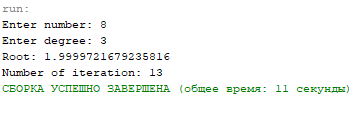 run:
Enter number: 8
Enter degree: 3
Root: 1.9999721679235816
Number of iteration: 13
СБОРКА УСПЕШНО ЗАВЕРШЕНА (общее время: 11 секунды)